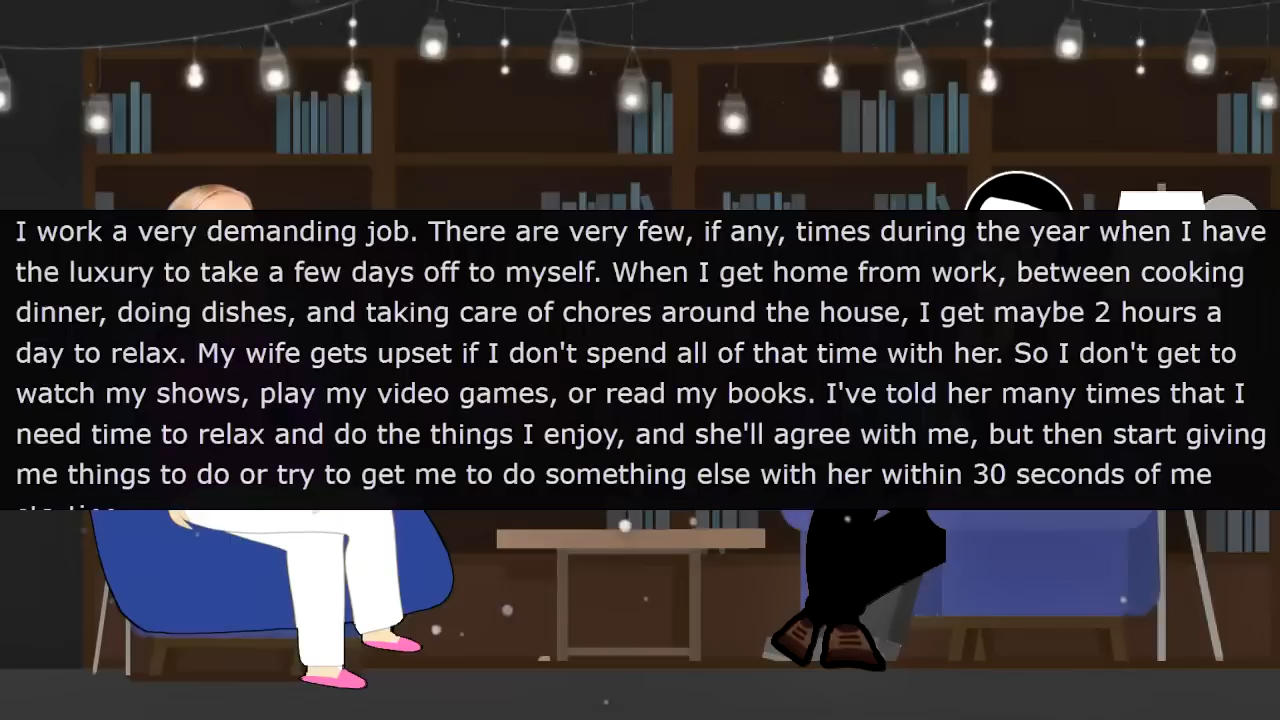 I work a very demanding job. There are very few, if any, times during the year when I have
the luxury to take a few days off to myself. When I get home from work, between cooking
dinner, doing dishes, and taking care of chores around the house, I get maybe 2 hours a
day to relax. My wife gets upset if I don't spend all of that time with her. So I don't get to
watch my shows, play my video games, or read my books. I've told her many times that I
need time to relax and do the things I enjoy, and she'll agree with me, but then start giving
me things to do or try to get me to do something else with her within 30 seconds of me